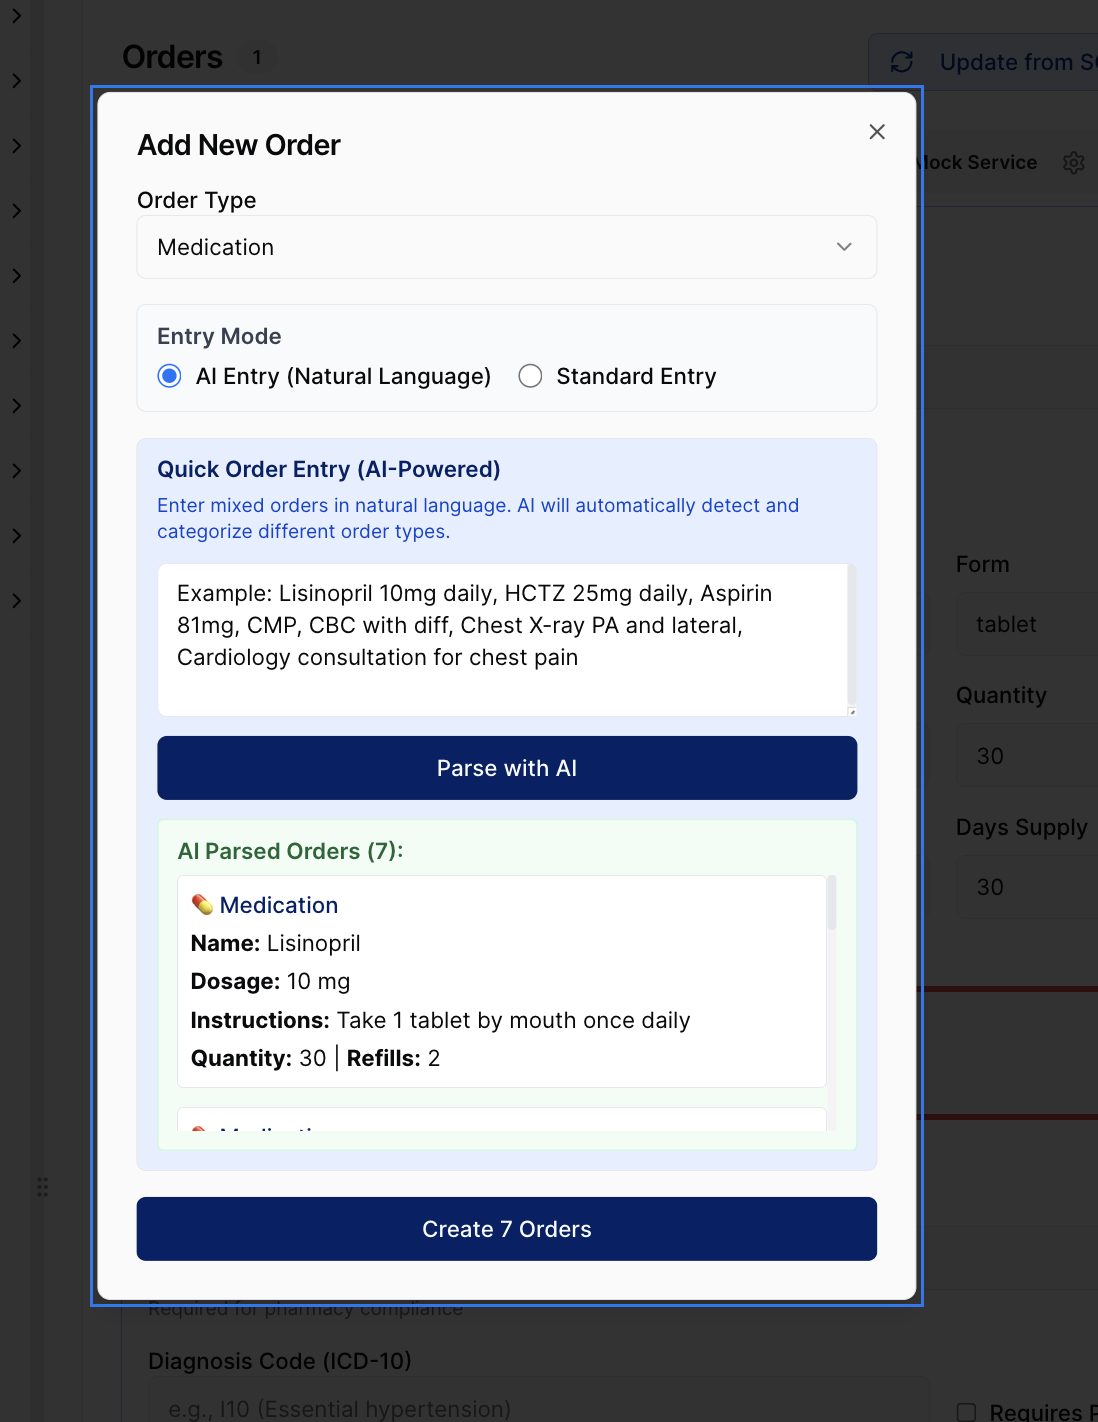 Orders 1
Update from S
Add New Order
Mock Service
Order Type
Medication
Entry Mode
AI Entry (Natural Language)
Standard Entry
Quick Order Entry (AI-Powered)
Enter mixed orders in natural language. AI will automatically detect and
categorize different order types.
Form
Example: Lisinopril 10mg daily, HCTZ 25mg daily, Aspirin
81mg, CMP, CBC with diff, Chest X-ray PA and lateral,
Cardiology consultation for chest pain
tablet
Quantity
30
Parse with AI
Days Supply
AI Parsed Orders (7):
30
Medication
Name: Lisinopril
Dosage: 10 mg
Instructions: Take 1 tablet by mouth once daily
Quantity: 30 | Refills: 2
Create 7 Orders
Required for pharmacy compliance
Diagnosis Code (ICD-10)
e.g., I10 (Essential hypertension)
Requires